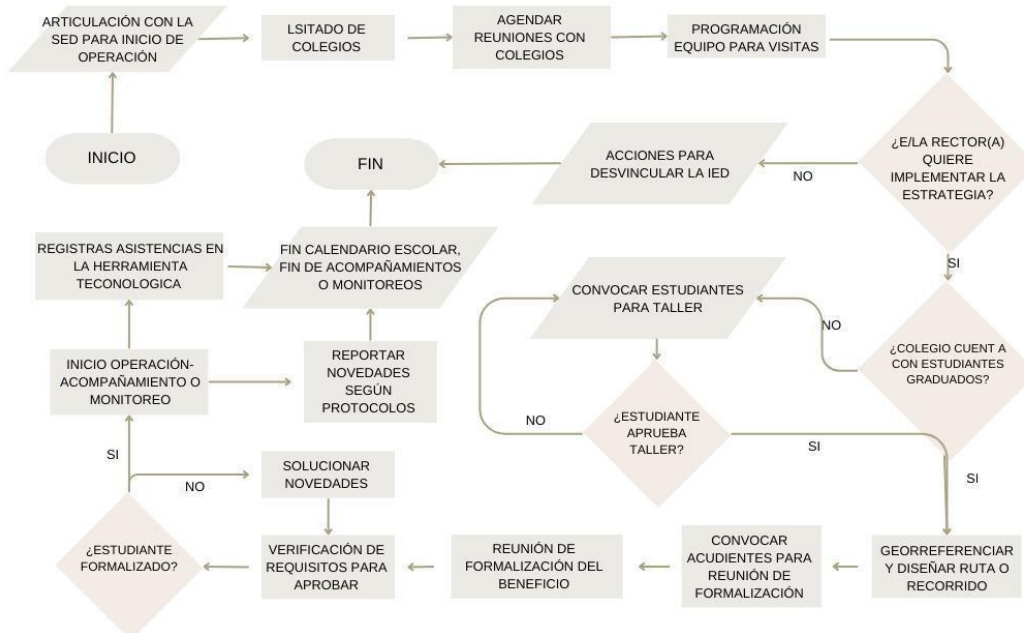 ARTICULACIÓN CON LA
SED PARA INICIO DE
OPERACIÓN
LSITADO DE
COLEGIOS
AGENDAR
REUNIONES CON
COLEGIOS
PROGRAMACIÓN
EQUIPO PARA VISITAS
INICIO
FIN
ACCIONES PARA
DESVINCULAR LA IED
NO
¿E/LA RECTOR(A)
QUIERE
IMPLEMENTAR LA
ESTRATEGIA?
SI
REGISTRAS ASISTENCIAS EN
LA HERRAMIENTA
TECONOLOGICA
FIN CALENDARIO ESCOLAR,
FIN DE ACOMPAÑAMIENTOS
O MONITOREOS
CONVOCAR ESTUDIANTES
PARA TALLER
NO
¿COLEGIO CUENT A
CON ESTUDIANTES
GRADUADOS?
INICIO OPERACIÓN-
ACOMPAÑAMIENTO O
MONITOREO
REPORTAR
NOVEDADES
SEGÚN
PROTOCOLOS
NO
¿ESTUDIANTE
APRUEBA
TALLER?
SI
SI
SI
NO
SOLUCIONAR
NOVEDADES
¿ESTUDIANTE
FORMALIZADO?
VERIFICACIÓN DE
REQUISITOS PARA
APROBAR
REUNIÓN DE
FORMALIZACIÓN DEL
BENEFICIO
CONVOCAR
ACUDIENTES PARA
REUNIÓN DE
FORMALIZACIÓN
GEORREFERENCIAR
Y DISEÑAR RUTA O
RECORRIDO